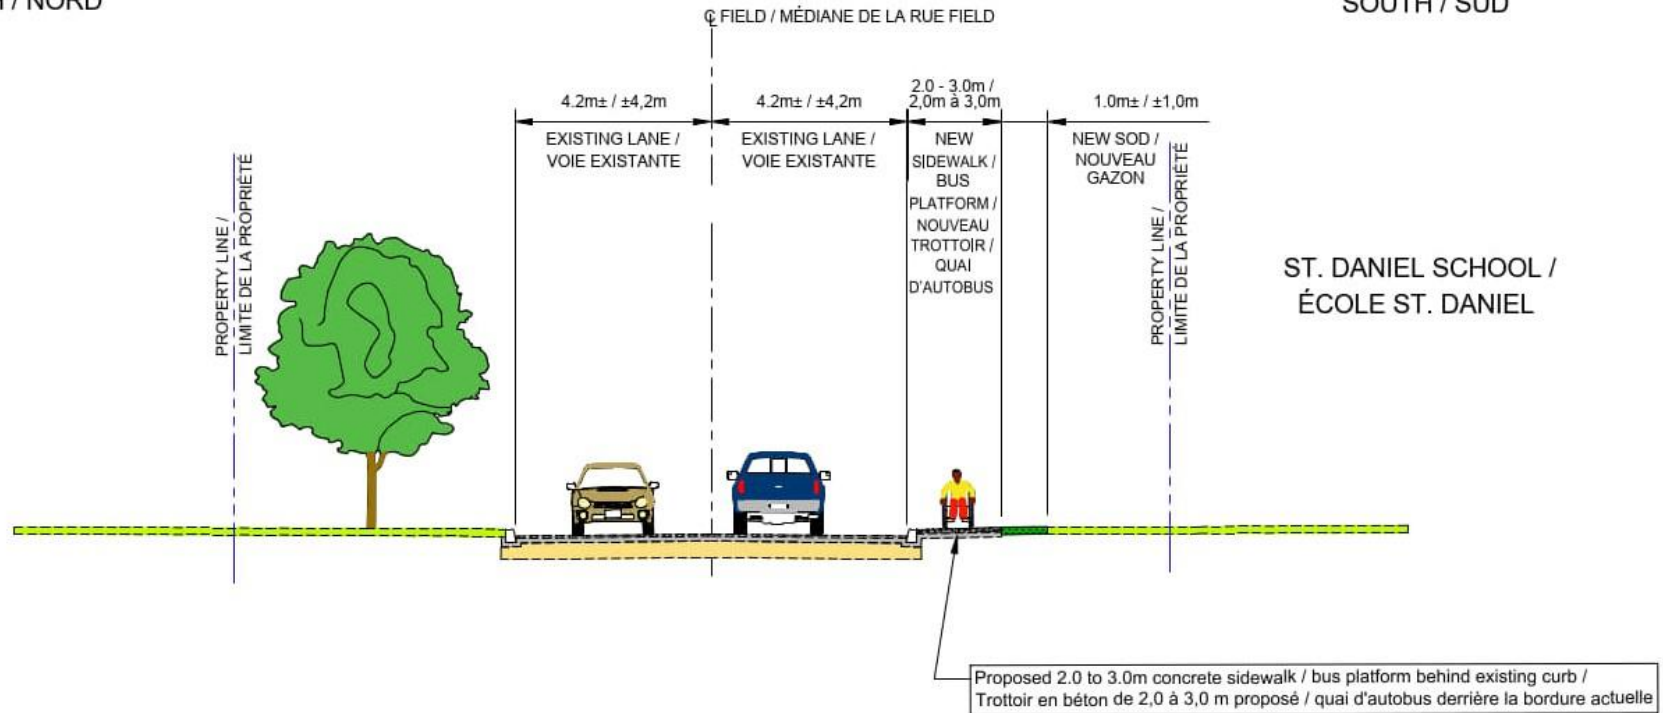 / NORD
SOUTH / SUD
℄ FIELD / MÉDIANE DE LA RUE FIELD
4.2m± / ±4,2m
EXISTING LANE /
VOIE EXISTANTE
4.2m± / ±4,2m
EXISTING LANE /
VOIE EXISTANTE
2.0 - 3.0m /
2,0m à 3,0m
NEW
SIDEWALK /
BUS
PLATFORM /
NOUVEAU
TROTTOIR /
QUAI
D'AUTOBUS
1.0m± / ±1,0m
NEW SOD /
NOUVEAU
GAZON
PROPERTY LINE /
LIMITE DE LA PROPRIÉTÉ
PROPERTY LINE /
LIMITE DE LA PROPRIÉTÉ
ST. DANIEL SCHOOL /
ÉCOLE ST. DANIEL
Proposed 2.0 to 3.0m concrete sidewalk / bus platform behind existing curb /
Trottoir en béton de 2,0 à 3,0 m proposé / quai d'autobus derrière la bordure actuelle